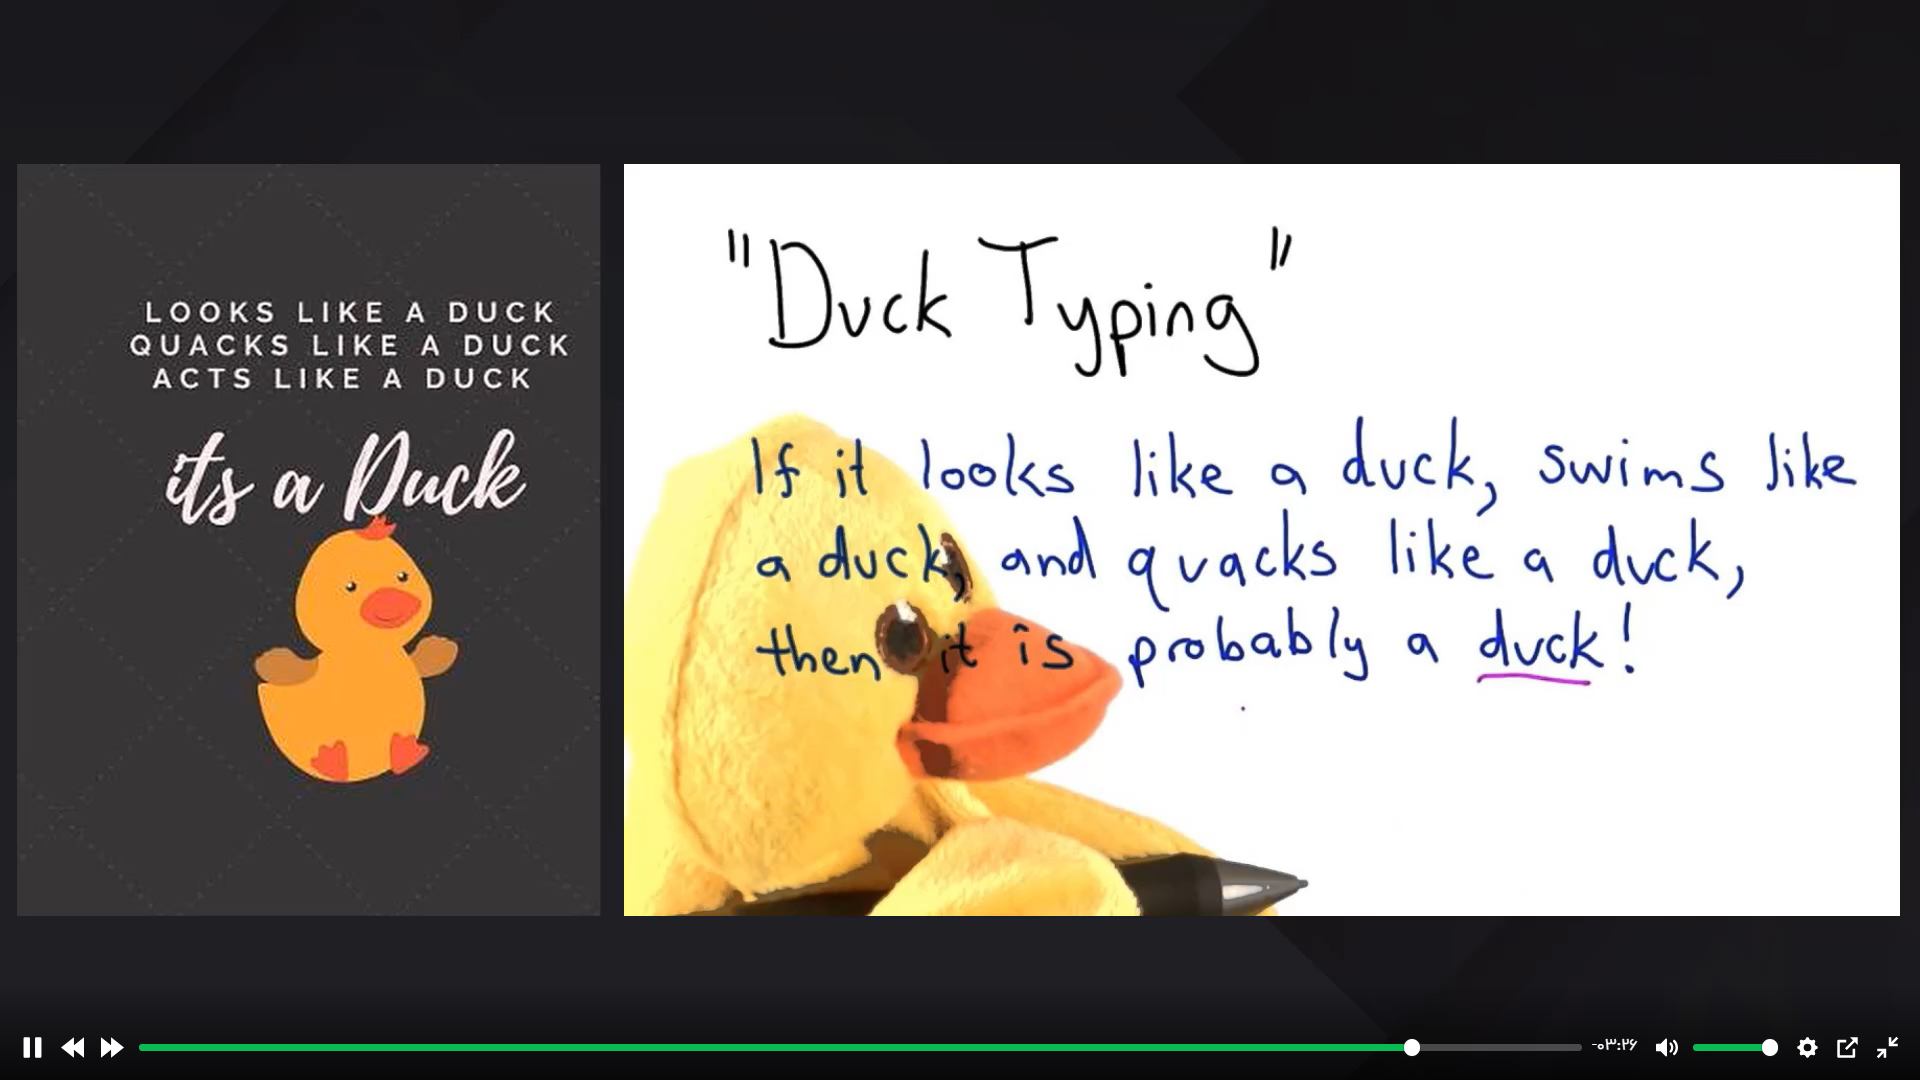 LOOKS LIKE A DUCK
QUACKS LIKE A DUCK
ACTS LIKE A DUCK
its a Duck
"Duck Typing"
If it looks like a duck, swims like
a duck, and quacks like a duck,
then it is probably a duck!
-۰۳:۲۶